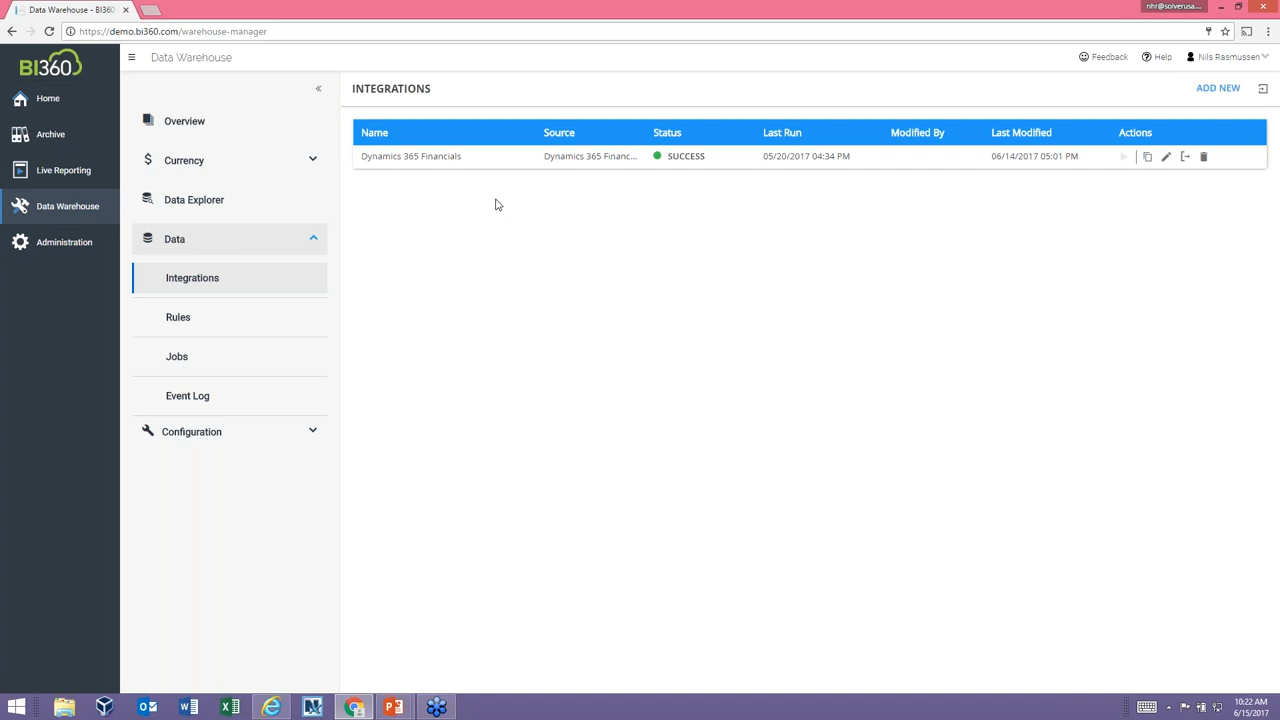 Data Warehouse - BI360
nhr@solverusa....
https://demo.bi360.com/warehouse-manager
BI360
Data Warehouse
Feedback
Help
Nils Rasmussen
Home
Archive
Live Reporting
Data Warehouse
Administration
Overview
Currency
Data Explorer
Data
Integrations
Rules
Jobs
Event Log
Configuration
INTEGRATIONS
ADD NEW
Name Source Status Last Run Modified By Last Modified Actions
Dynamics 365 Financials Dynamics 365 Financ... SUCCESS 05/20/2017 04:34 PM 06/14/2017 05:01 PM
10:22 AM
6/15/2017